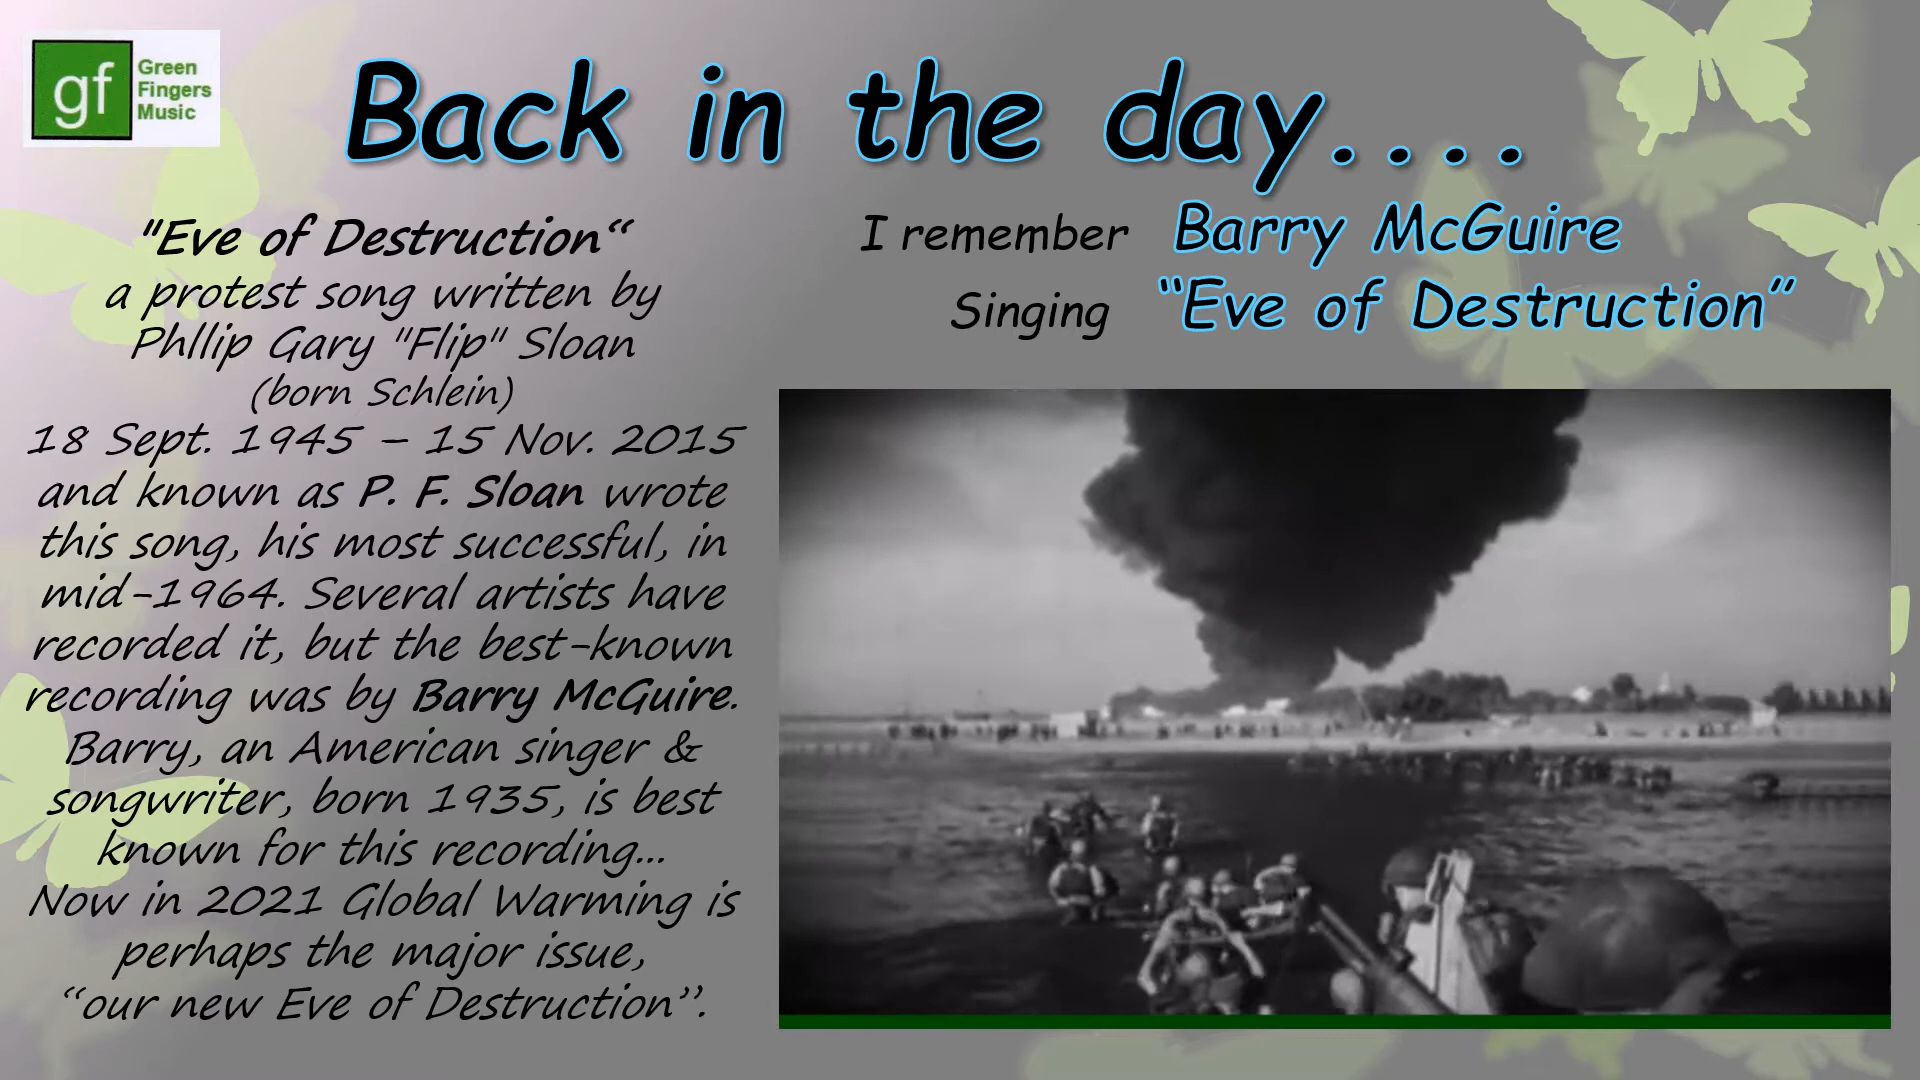 gf
Green
Fingers
Music
Back in the day....
I remember Barry McGuire
Singing “Eve of Destruction”
"Eve of Destruction“
a protest song written by
Phllip Gary "Flip" Sloan
(born Schlein)
18 Sept. 1945 – 15 Nov. 2015
and known as P. F. Sloan wrote
this song, his most successful, in
mid-1964. Several artists have
recorded it, but the best-known
recording was by Barry McGuire.
Barry, an American singer &
songwriter, born 1935, is best
known for this recording...
Now in 2021 Global Warming is
perhaps the major issue,
“our new Eve of Destruction”.